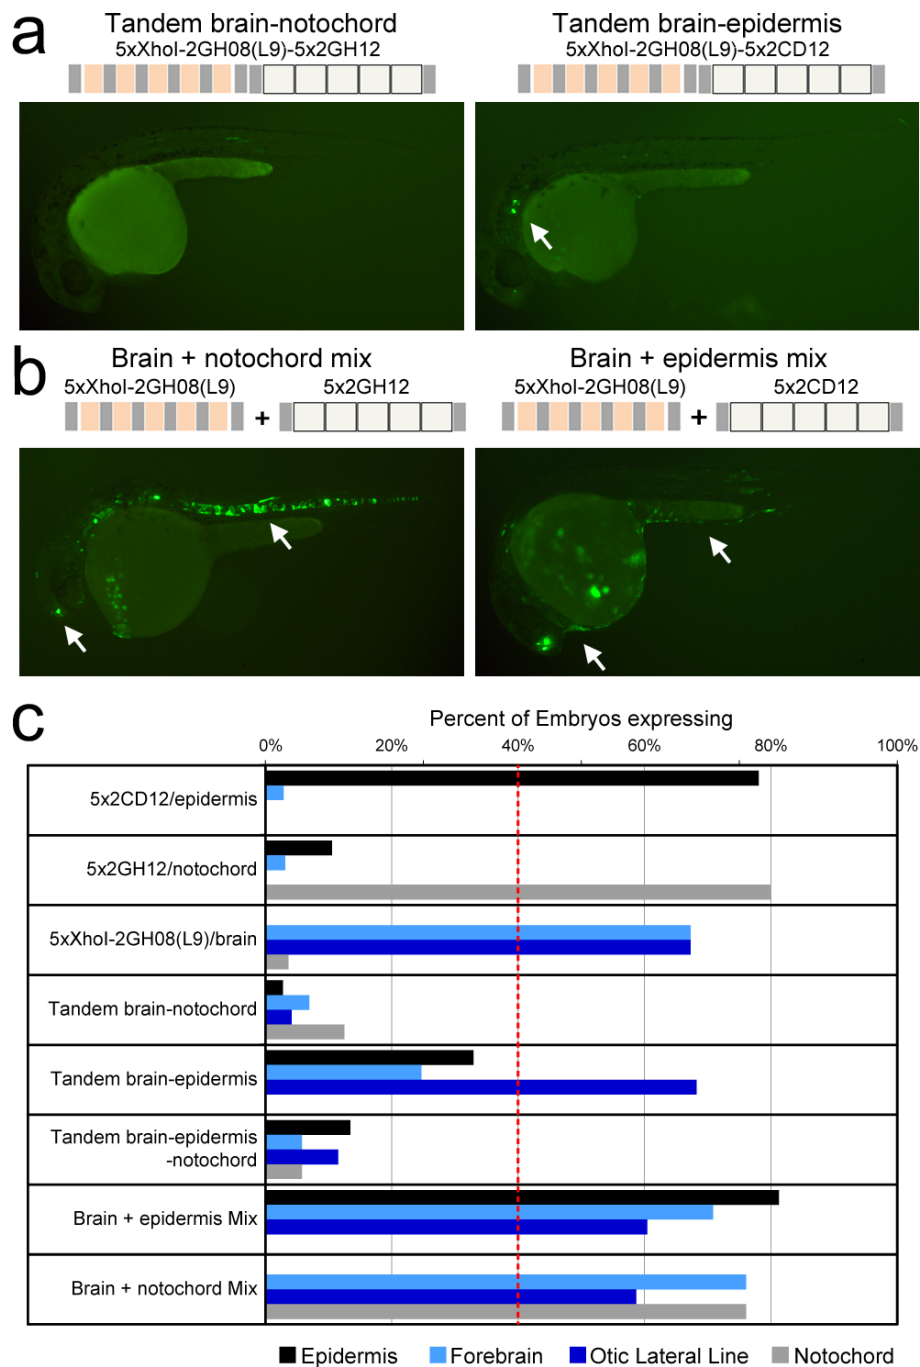 a
Tandem brain-notochord
5xXhoI-2GH08(L9)-5x2GH12
Tandem brain-epidermis
5xXhoI-2GH08(L9)-5x2CD12
b
Brain + notochord mix
5xXhoI-2GH08(L9)
5x2GH12
+
Brain + epidermis mix
5xXhoI-2GH08(L9)
5x2CD12
+
c
Percent of Embryos expressing
0% 20% 40% 60% 80% 100%
5x2CD12/epidermis
5x2GH12/notochord
5xXhoI-2GH08(L9)/brain
Tandem brain-notochord
Tandem brain-epidermis
Tandem brain-epidermis
-notochord
Brain + epidermis Mix
Brain + notochord Mix
Epidermis Forebrain Otic Lateral Line Notochord